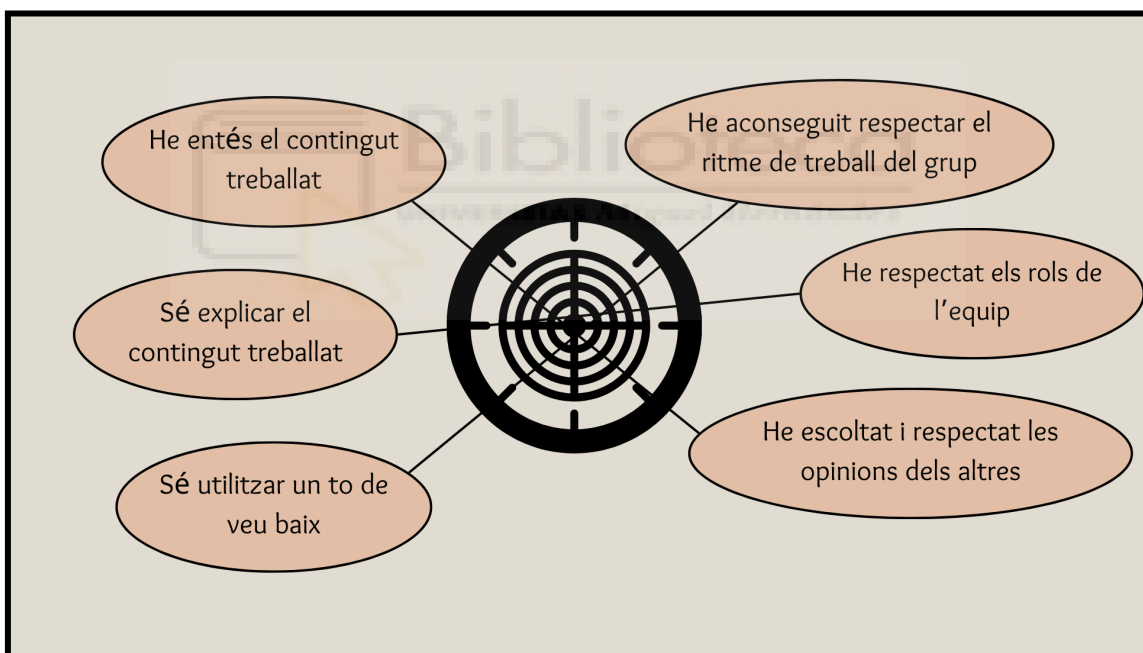 Biblioteca
He entés el contingut
treballat
He aconseguit respectar el
ritme de treball del grup
Sé explicar el
contingut treballat
He respectat els rols de
l'equip
Sé utilitzar un to de
veu baix
He escoltat i respectat les
opinions dels altres